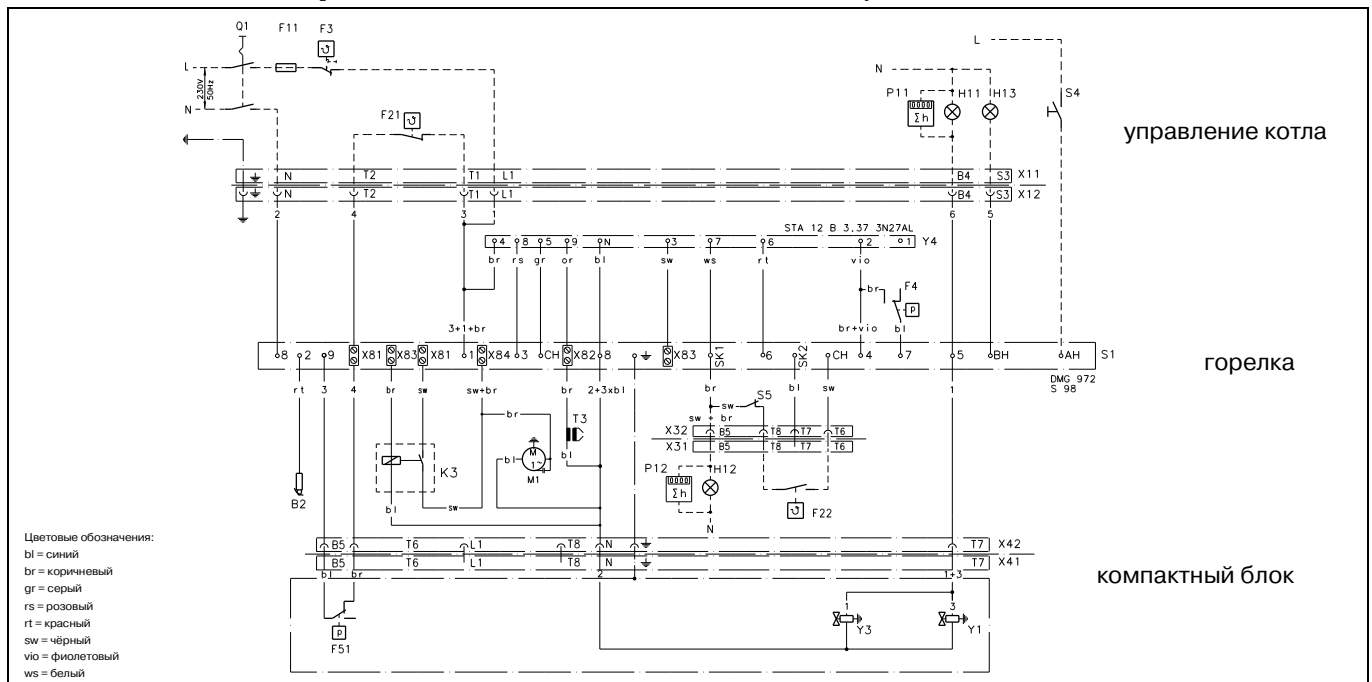 Q1 F11 F3
L
230V
50Hz
N
F21
L
N
P11 H11 H13 S4
Σh
управление котла
N T2 T1 L1 B4 S3 X11
N T2 T1 L1 B4 S3 X12
2 4 3 1 6 5
STA 12 B 3.37 3N27AL
4 8 5 9 N 3 7 6 2 1 Y4
br rs gr or bl sw ws rt vio
br F4
P
3+1+br br+vio bl
8 2 9 X81 X83 X81 1 X84 3 CH X82 8 X83 SK1 6 SK2 CH 4 7 5 BH AH S1
DMG 972
S 98
горелка
rt 3 4 br sw sw+br br 2+3xbl br bl sw 1
br T3
sw S5
sw + br
X32 B5 T8 T7 T6
X31 B5 T8 T7 T6
bl M 1~ bl
M1
K3
P12 H12
Σh
F22
B2
bl sw
N
B5 T6 L1 T8 N T7 X42
B5 T6 L1 T8 N T7 X41
bl br 2 1+3
компактный блок
1 3
Y3 Y1
P
F51
Цветовые обозначения:
bl = синий
br = коричневый
gr = серый
rs = розовый
rt = красный
sw = чёрный
vio = фиолетовый
ws = белый